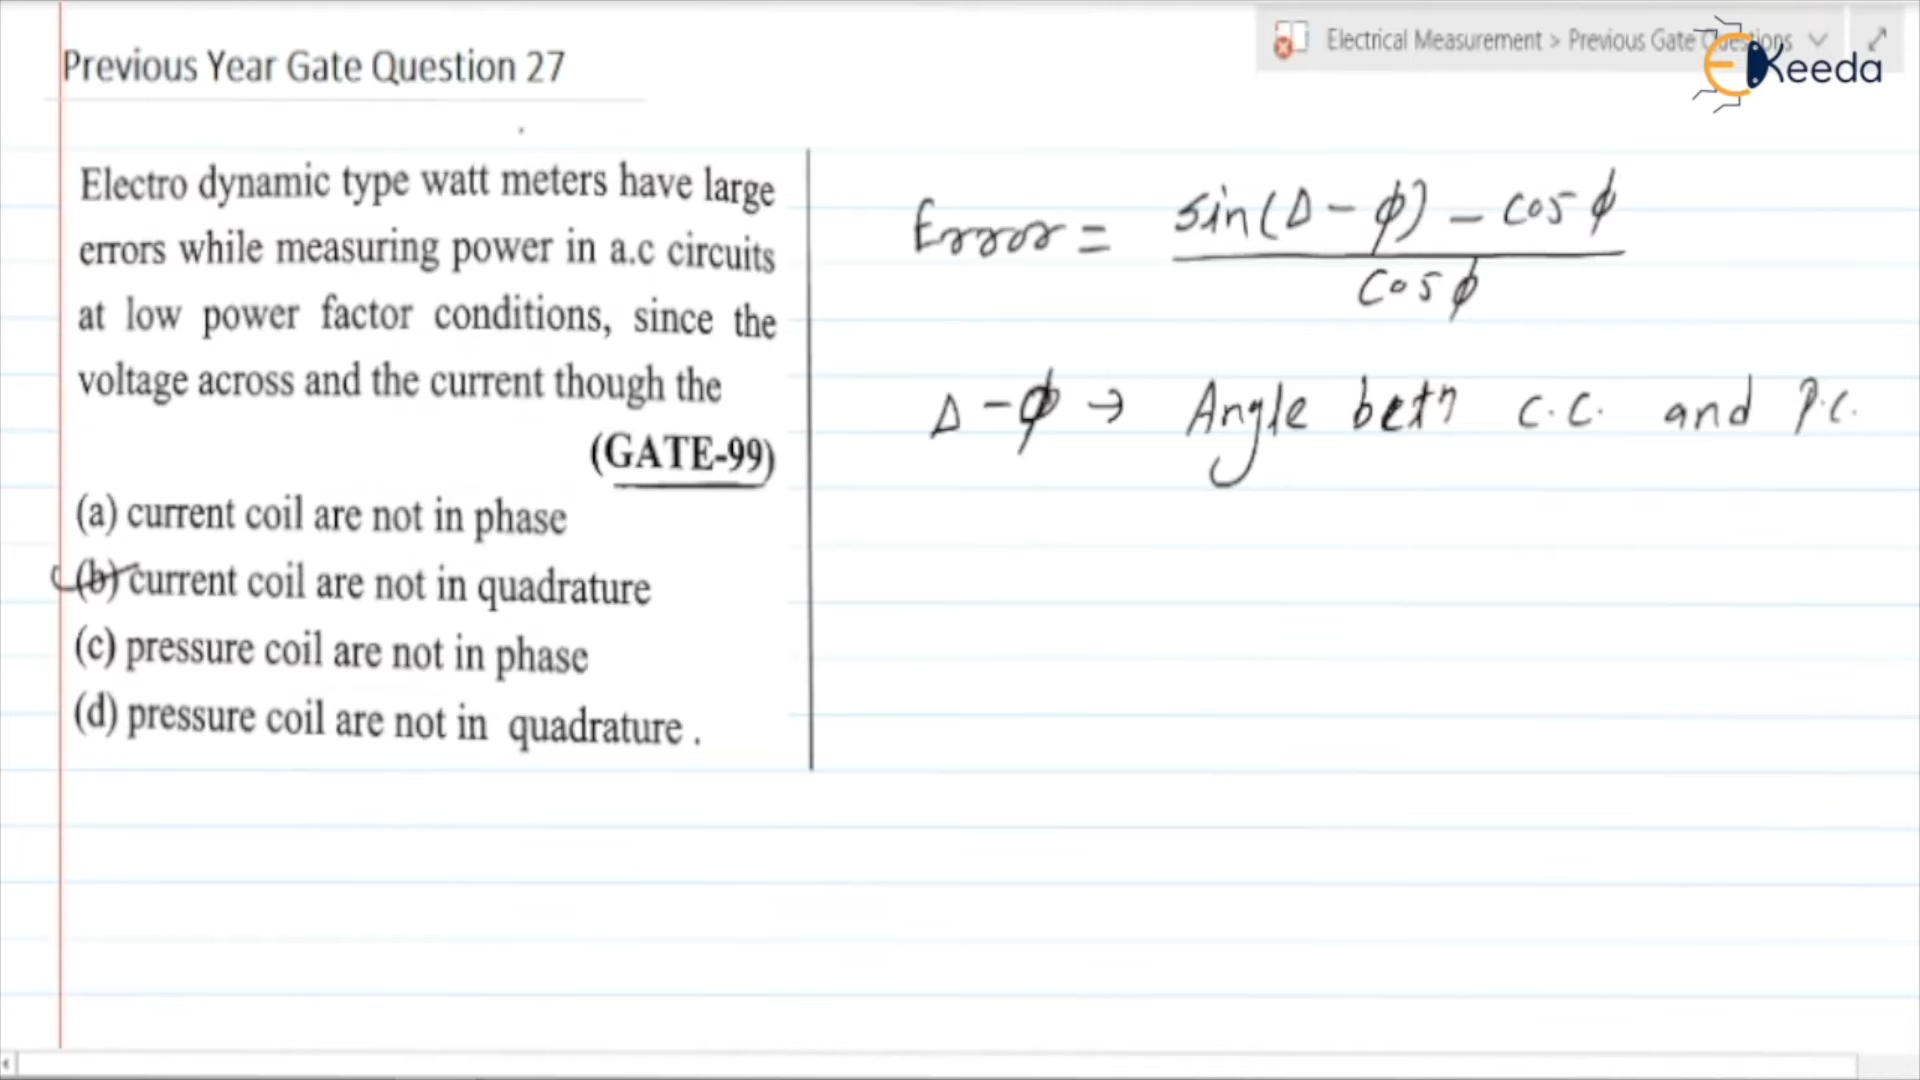 Previous Year Gate Question 27
Electrical Measurement > Previous Gate Questions
EKeeda
Electro dynamic type watt meters have large
errors while measuring power in a.c circuits
at low power factor conditions, since the
voltage across and the current though the
(GATE-99)
(a) current coil are not in phase
(b) current coil are not in quadrature
(c) pressure coil are not in phase
(d) pressure coil are not in quadrature .
Error = sin(Δ - φ) - cos φ
cos φ
Δ - φ → Angle betn C.C. and P.C.